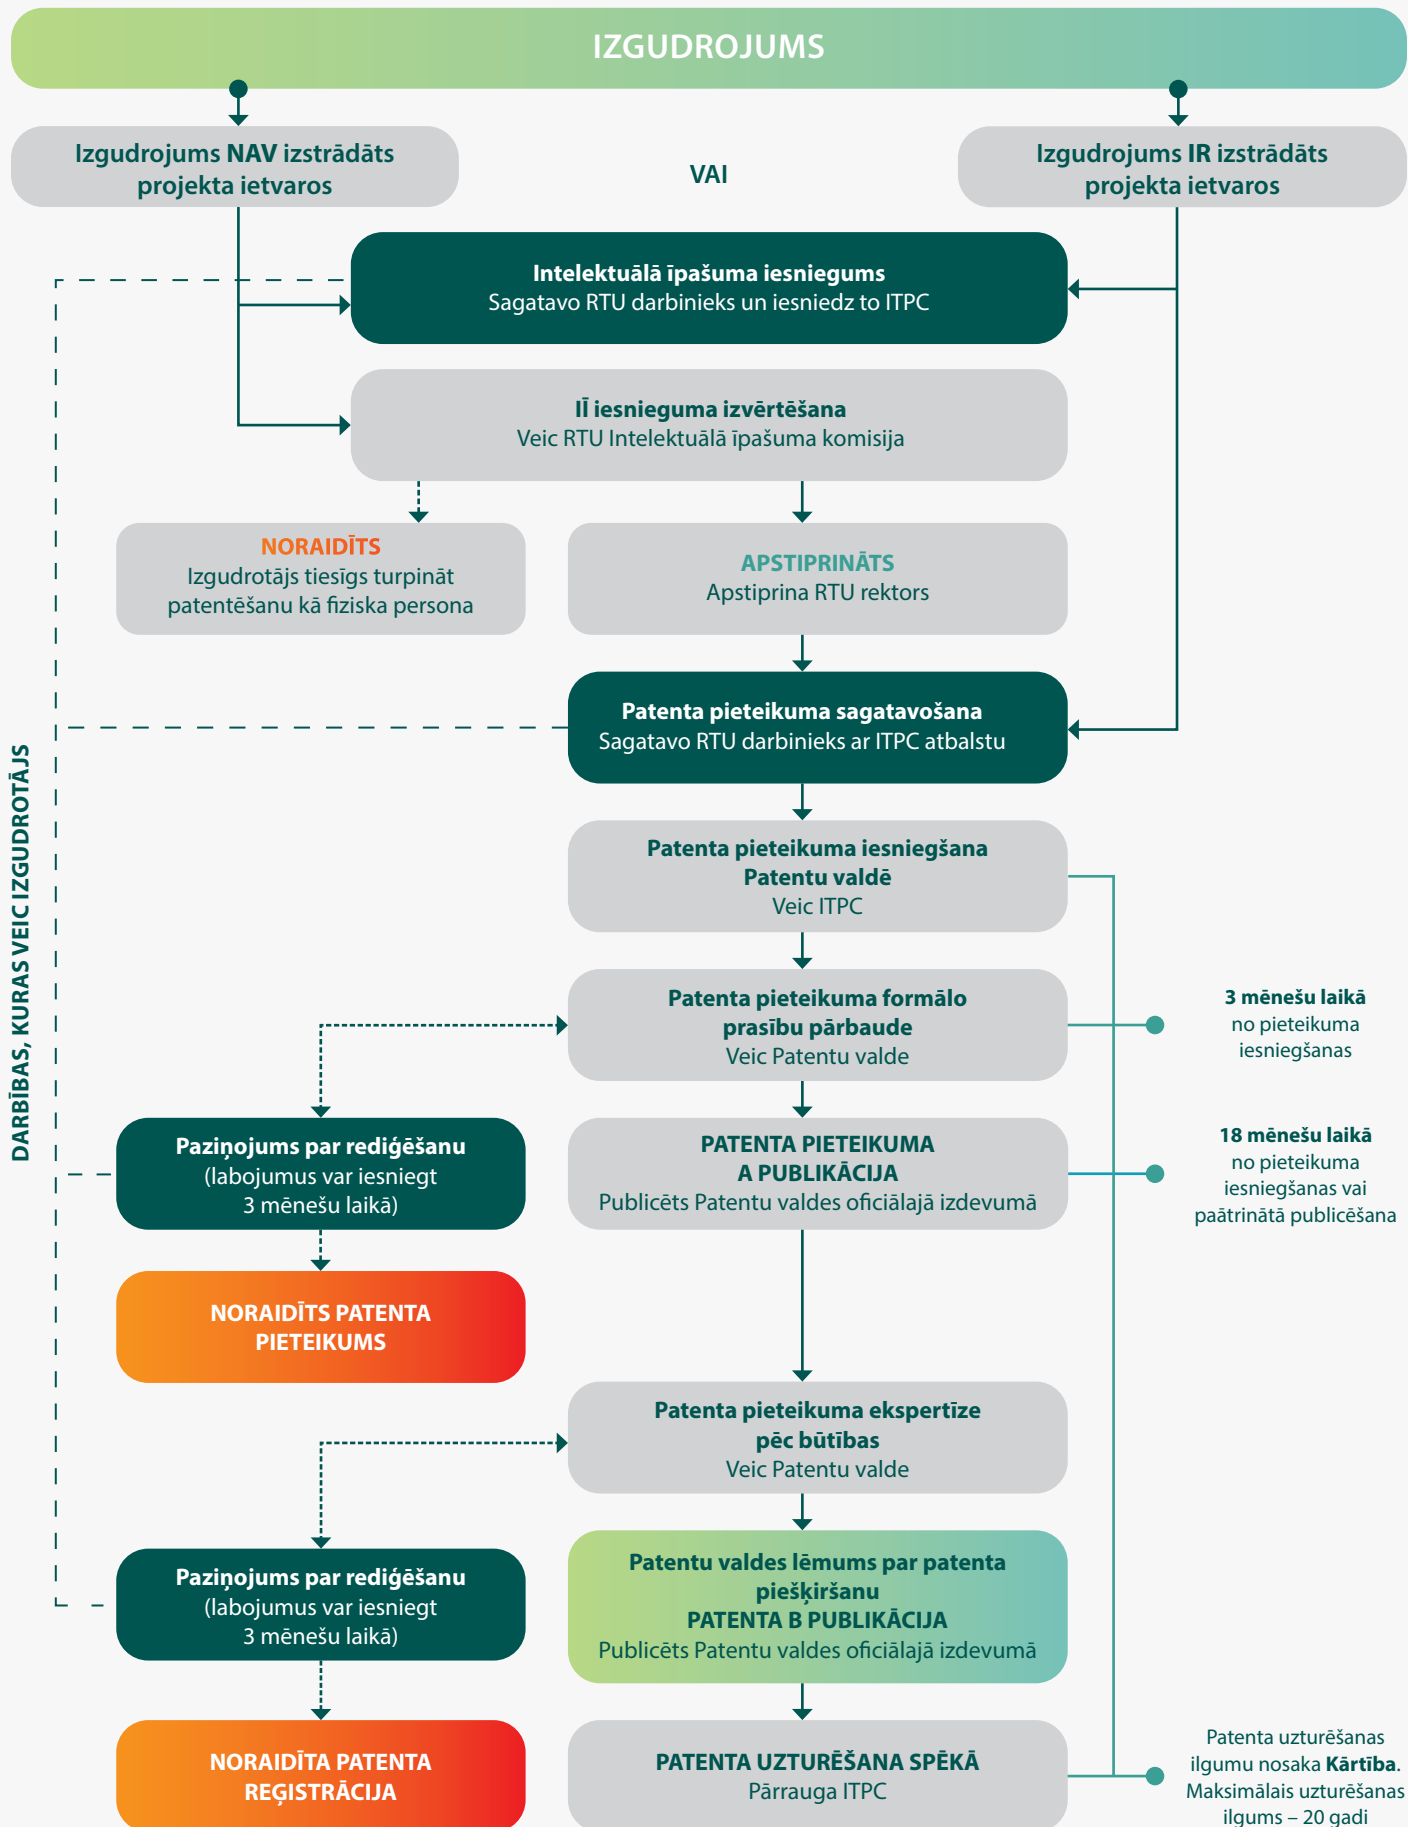 IZGUDROJUMS
Izgudrojums NAV izstrādāts
projekta ietvaros
VAI
Izgudrojums IR izstrādāts
projekta ietvaros
Intelektuālā īpašuma iesniegums
Sagatavo RTU darbinieks un iesniedz to ITPC
IĪ iesnieguma izvērtēšana
Veic RTU Intelektuālā īpašuma komisija
NORAIDĪTS
Izgudrotājs tiesīgs turpināt
patentēšanu kā fiziska persona
APSTIPRINĀTS
Apstiprina RTU rektors
Patenta pieteikuma sagatavošana
Sagatavo RTU darbinieks ar ITPC atbalstu
DARBĪBAS, KURAS VEIC IZGUDROTĀJS
Patenta pieteikuma iesniegšana
Patentu valdē
Veic ITPC
Patenta pieteikuma formālo
prasību pārbaude
Veic Patentu valde
3 mēnešu laikā
no pieteikuma
iesniegšanas
Paziņojums par rediģēšanu
(labojumus var iesniegt
3 mēnešu laikā)
PATENTA PIETEIKUMA
A PUBLIKĀCIJA
Publicēts Patentu valdes oficiālajā izdevumā
18 mēnešu laikā
no pieteikuma
iesniegšanas vai
paātrinātā publicēšana
NORAIDĪTS PATENTA
PIETEIKUMS
Patenta pieteikuma ekspertīze
pēc būtības
Veic Patentu valde
Paziņojums par rediģēšanu
(labojumus var iesniegt
3 mēnešu laikā)
Patentu valdes lēmums par patenta
piešķiršanu
PATENTA B PUBLIKĀCIJA
Publicēts Patentu valdes oficiālajā izdevumā
NORAIDĪTA PATENTA
REĢISTRĀCIJA
PATENTA UZTURĒŠANA SPĒKĀ
Pārrauga ITPC
Patenta uzturēšanas
ilgumu nosaka Kārtība.
Maksimālais uzturēšanas
ilgums – 20 gadi